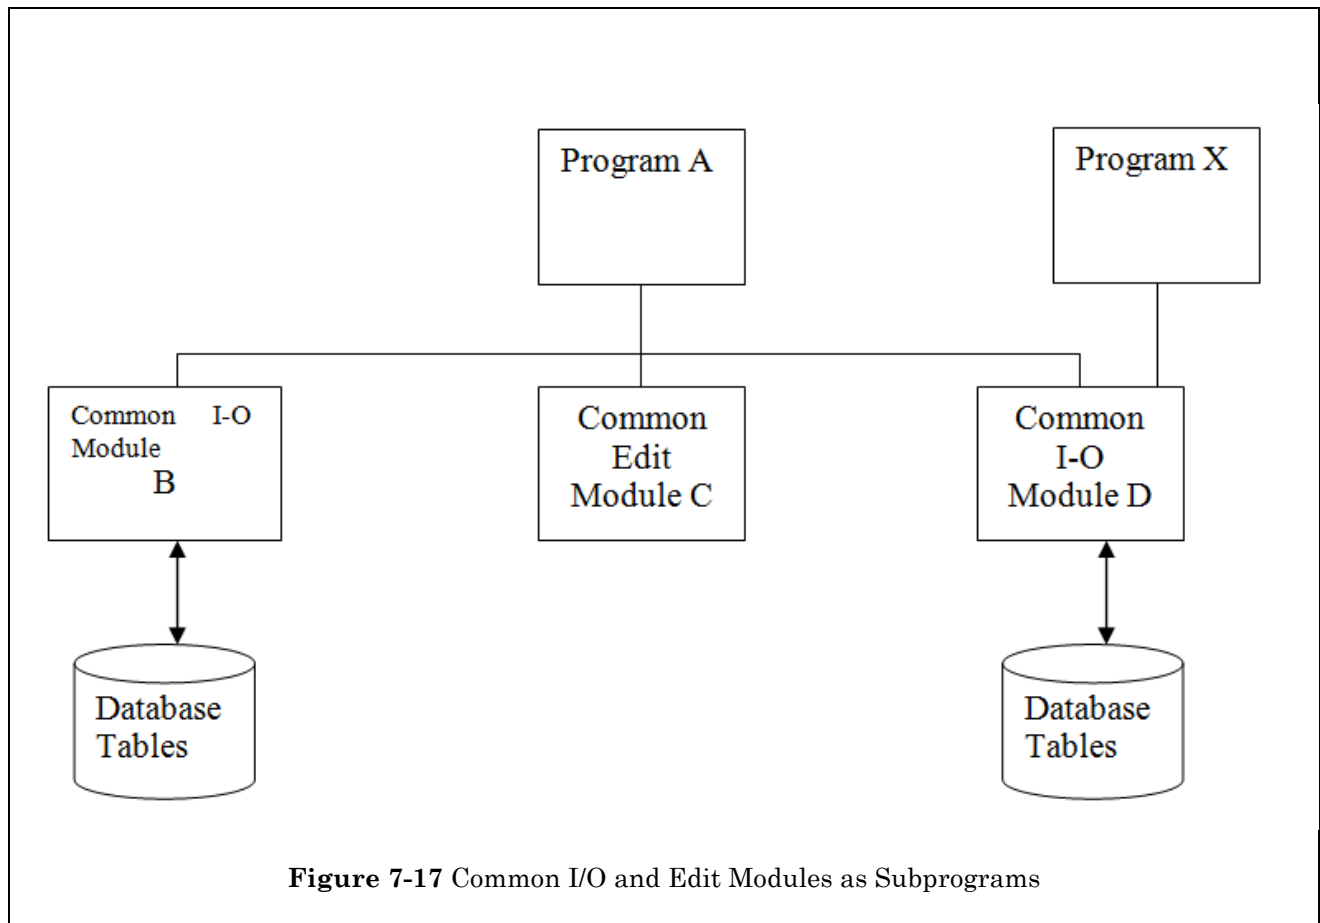 Program A
Program X
Common I-O
Module
B
Common
Edit
Module C
Common
I-O
Module D
Database
Tables
Database
Tables
Figure 7-17 Common I/O and Edit Modules as Subprograms